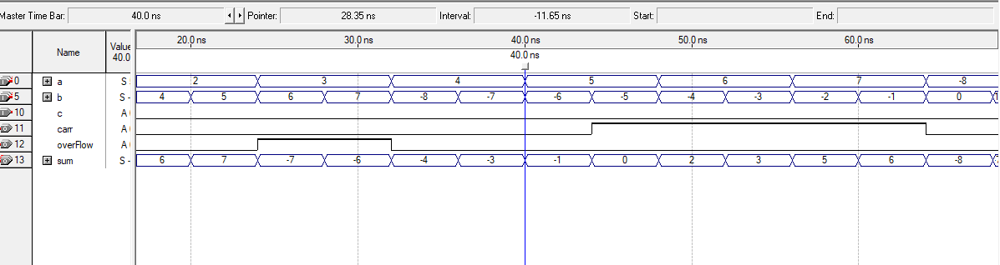 Master Time Bar: 40.0 ns Pointer: 28.35 ns Interval: -11.65 ns Start: End:
20.0 ns 30.0 ns 40.0 ns 50.0 ns 60.0 ns
Name Value
40.0 40.0 ns
0 a S 2 3 4 5 6 7 -8
5 b S - 4 5 6 7 -8 -7 -6 -5 -4 -3 -2 -1 0
10 c A
11 carr A
12 overFlow A
13 sum S - 6 7 -7 -6 -4 -3 -1 0 2 3 5 6 -8